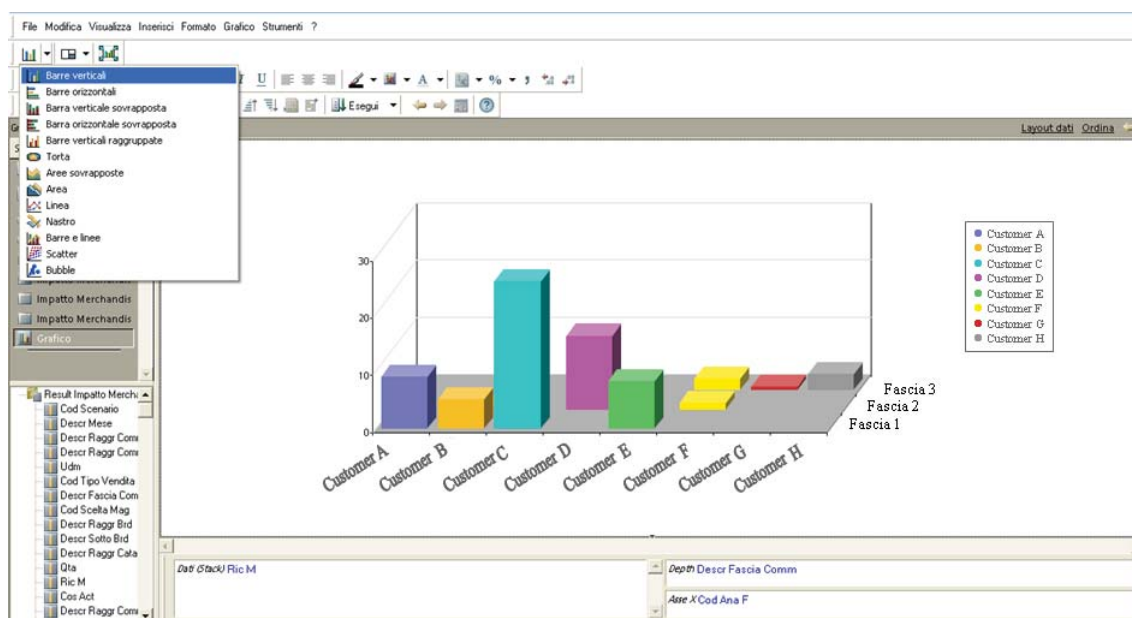 File Modifica Visualizza Inserisci Formato Grafico Strumenti ?
Barre verticali
Barre orizzontali
Barra verticale sovrapposta
Barra orizzontale sovrapposta
Barre verticali raggruppate
Torta
Aree sovrapposte
Area
Linea
Nastro
Barre e linee
Scatter
Bubble
U A % Esegui ?
Layout dati Ordina
Impatto Merchandis
Impatto Merchandis
Grafico
Result Impatto Merch
Cod Scenario
Descr Mese
Descr Raggr Com
Descr Raggr Com
Udm
Cod Tipo Vendita
Descr Fascia Com
Cod Scelta Mag
Descr Raggr Brd
Descr Sotto Brd
Descr Raggr Cata
Qta
Ric M
Cos Act
Descr Raggr Com
30
20
10
0
Customer A
Customer B
Customer C
Customer D
Customer E
Customer F
Customer G
Customer H
Fascia 3
Fascia 2
Fascia 1
Customer A
Customer B
Customer C
Customer D
Customer E
Customer F
Customer G
Customer H
Dati (Stack) Ric M
Depth Descr Fascia Comm
Asse X Cod Ana F